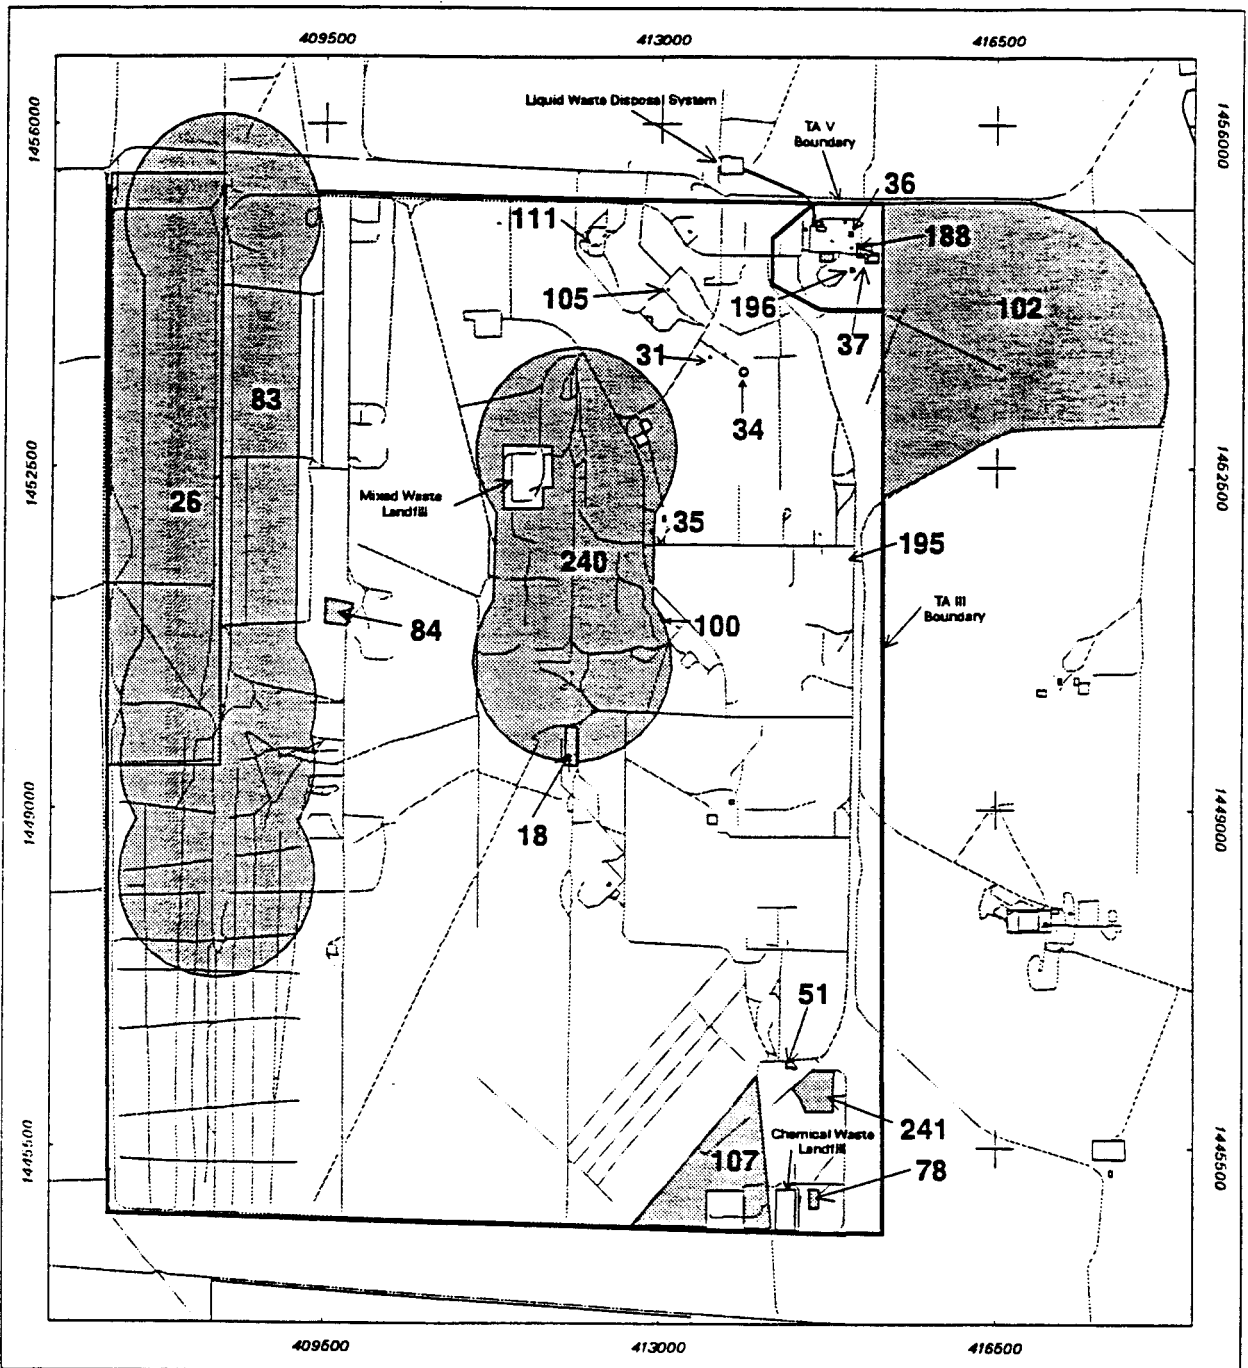 409500 413000 416500
1456000
1456000
Liquid Waste Disposal System
TA V
Boundary
36
111
188
105
196
102
37
31
83
34
1452500
1452500
Mixed Waste
Landfill
26
35
240
195
TA III
Boundary
84
100
1449000
1449000
18
51
241
Chemical Waste
Landfill
107
78
1445500
1445500
409500 413000 416500